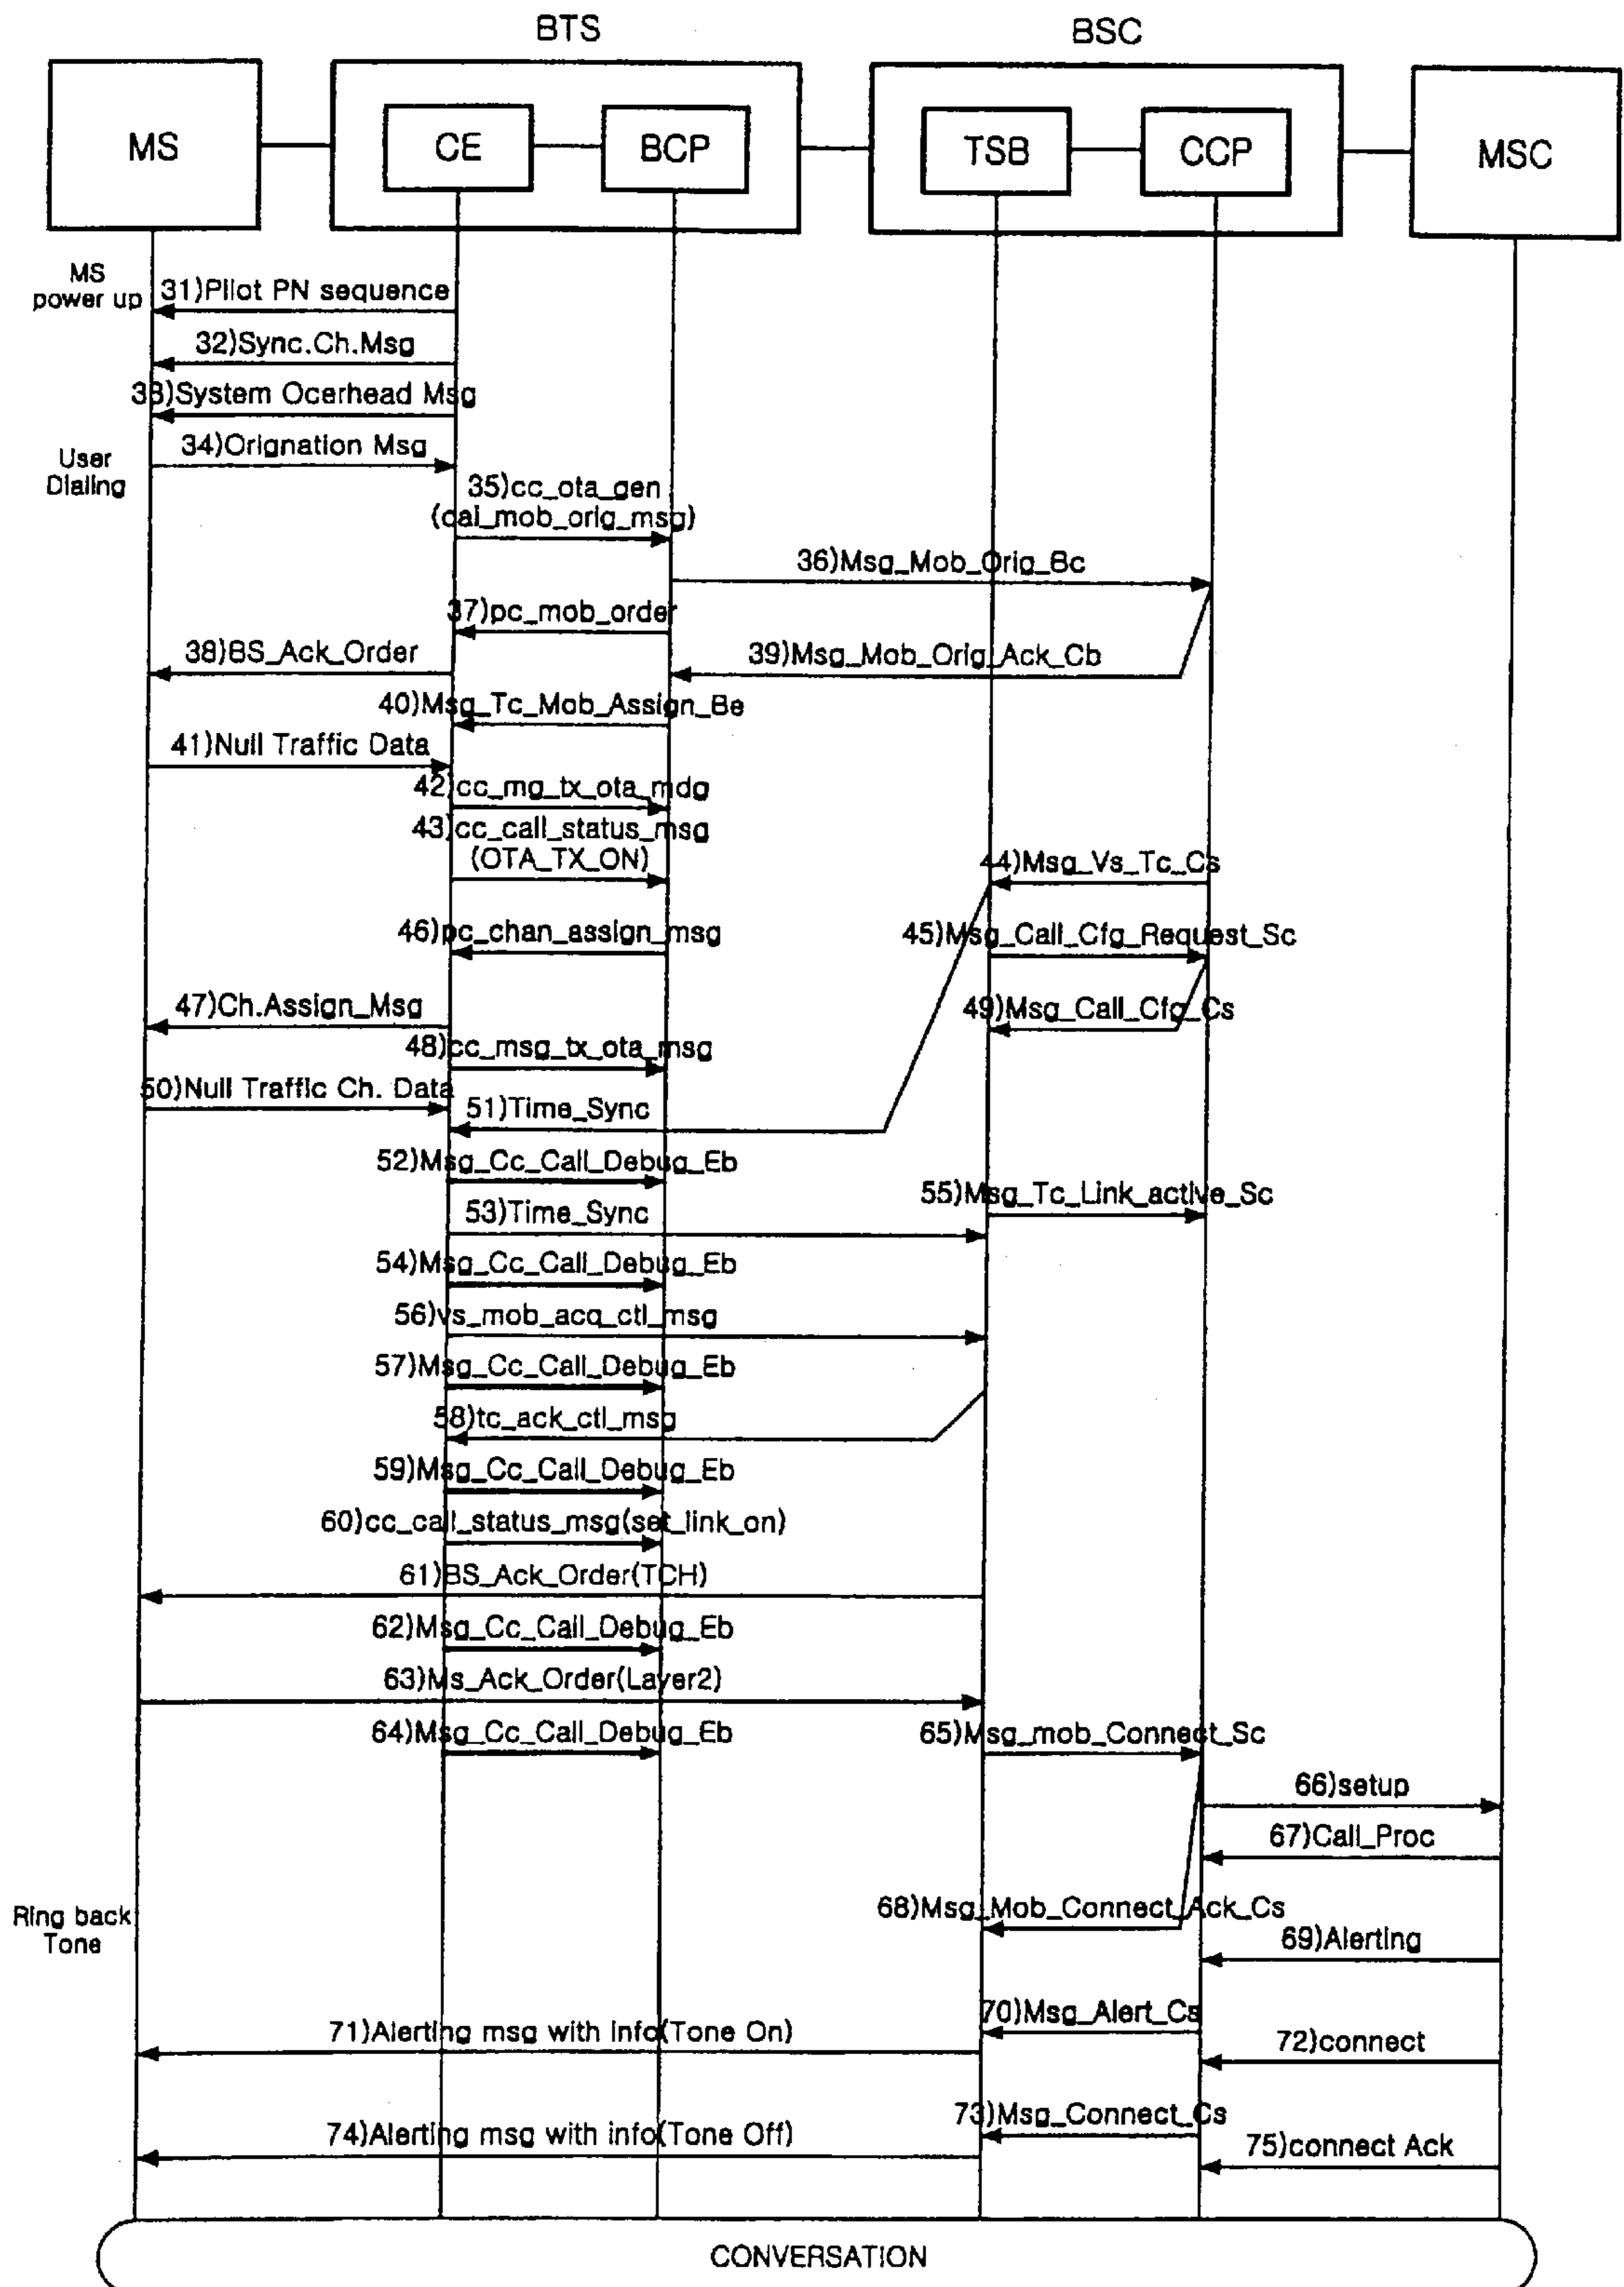 BTS
BSC
MS
CE
BCP
TSB
CCP
MSC
MS
power up
31)Pilot PN sequence
32)Sync.Ch.Msg
33)System Ocerhead Msg
User
Dialing
34)Orignation Msg
35)cc_ota_gen
(cai_mob_orig_msg)
36)Msg_Mob_Orig_Bc
37)pc_mob_order
38)BS_Ack_Order
39)Msg_Mob_Orig_Ack_Cb
40)Msg_Tc_Mob_Assign_Be
41)Null Traffic Data
42)cc_mg_tx_ota_mdg
43)cc_call_status_msg
(OTA_TX_ON)
44)Msg_Vs_Tc_Cs
46)pc_chan_assign_msg
45)Msg_Call_Cfg_Request_Sc
47)Ch.Assign_Msg
49)Msg_Call_Cfg_Cs
48)cc_msg_tx_ota_msg
50)Null Traffic Ch. Data
51)Time_Sync
52)Msg_Cc_Call_Debug_Eb
55)Msg_Tc_Link_active_Sc
53)Time_Sync
54)Msg_Cc_Call_Debug_Eb
56)vs_mob_acq_ctl_msg
57)Msg_Cc_Call_Debug_Eb
58)tc_ack_ctl_msg
59)Msg_Cc_Call_Debug_Eb
60)cc_call_status_msg(set_link_on)
61)BS_Ack_Order(TCH)
62)Msg_Cc_Call_Debug_Eb
63)Ms_Ack_Order(Layer2)
64)Msg_Cc_Call_Debug_Eb
65)Msg_mob_Connect_Sc
66)setup
67)Call_Proc
Ring back
Tone
68)Msg_Mob_Connect_Ack_Cs
69)Alerting
70)Msg_Alert_Cs
71)Alerting msg with info(Tone On)
72)connect
73)Msg_Connect_Cs
74)Alerting msg with info(Tone Off)
75)connect Ack
CONVERSATION